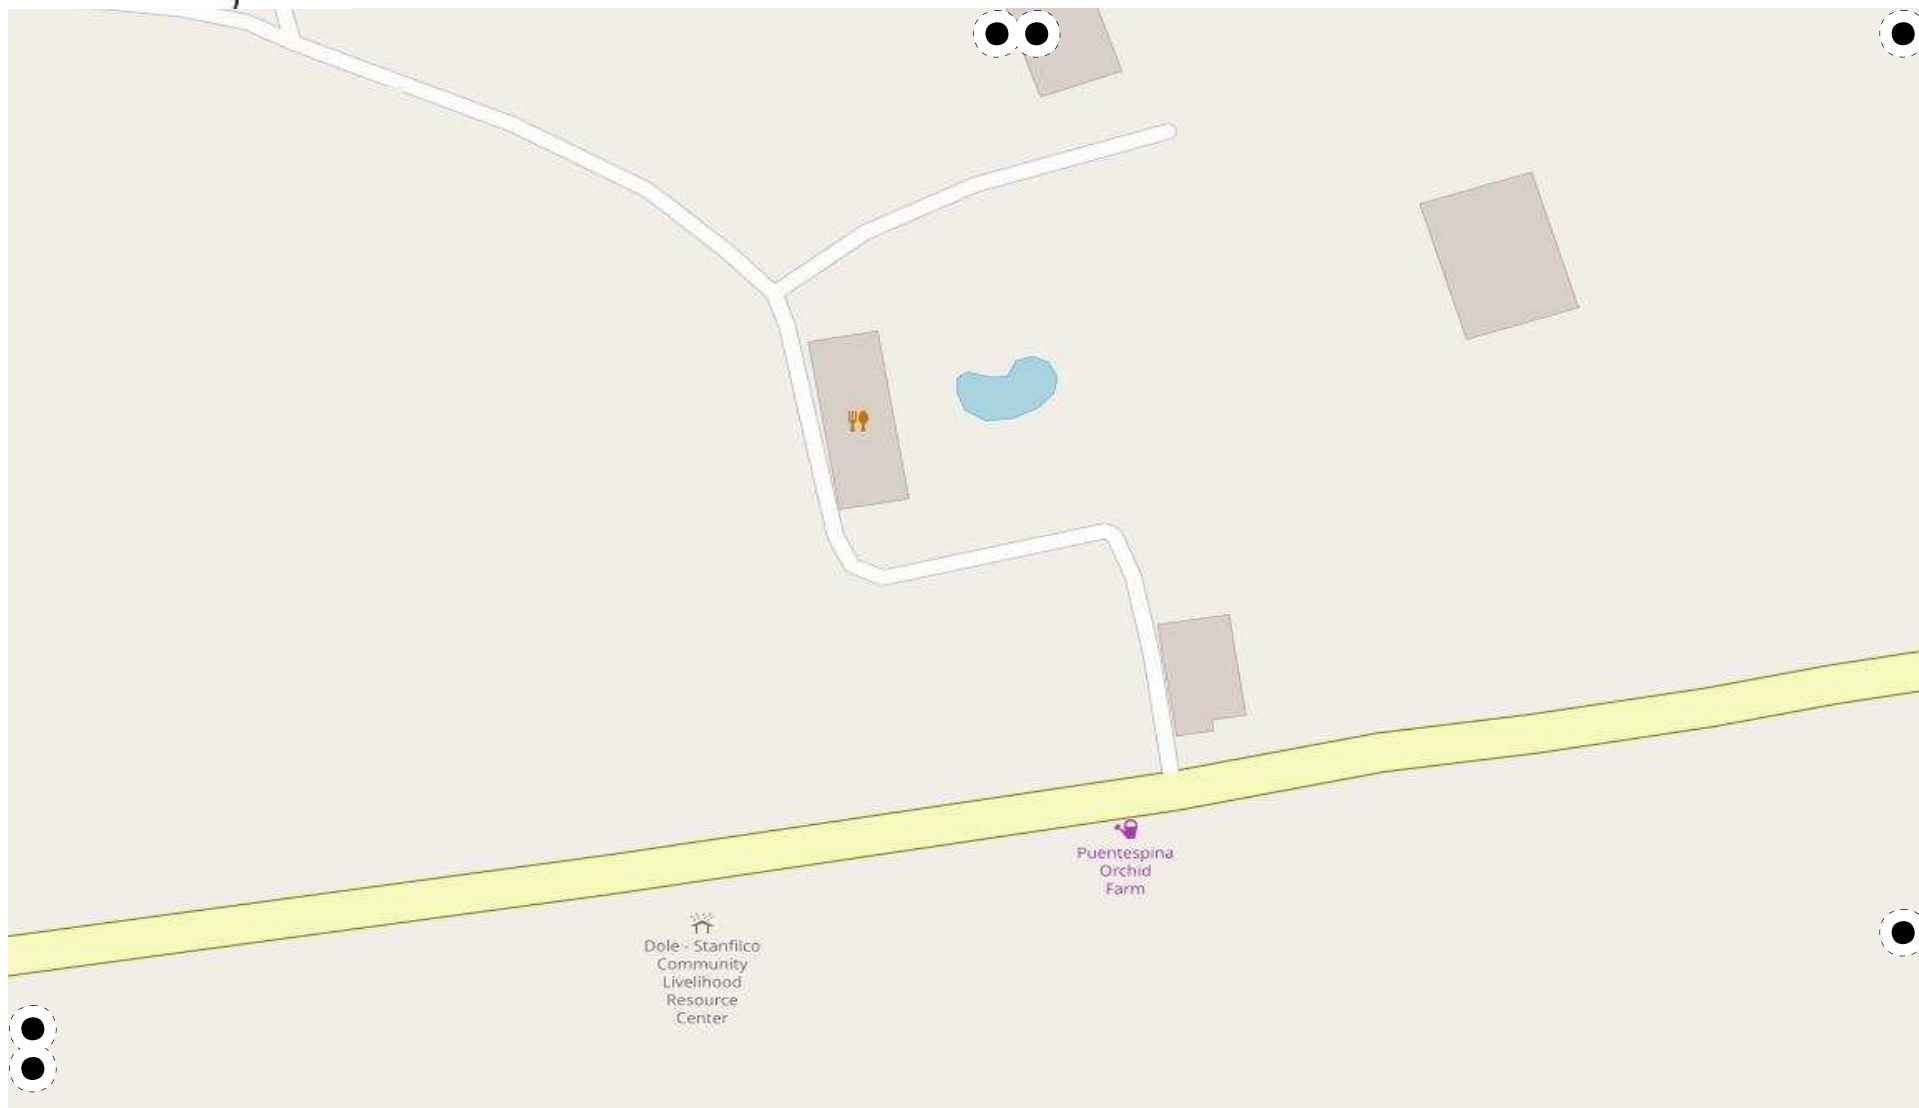 Puentespina
Orchid
Farm
Dole - Stanfilco
Community
Livelihood
Resource
Center